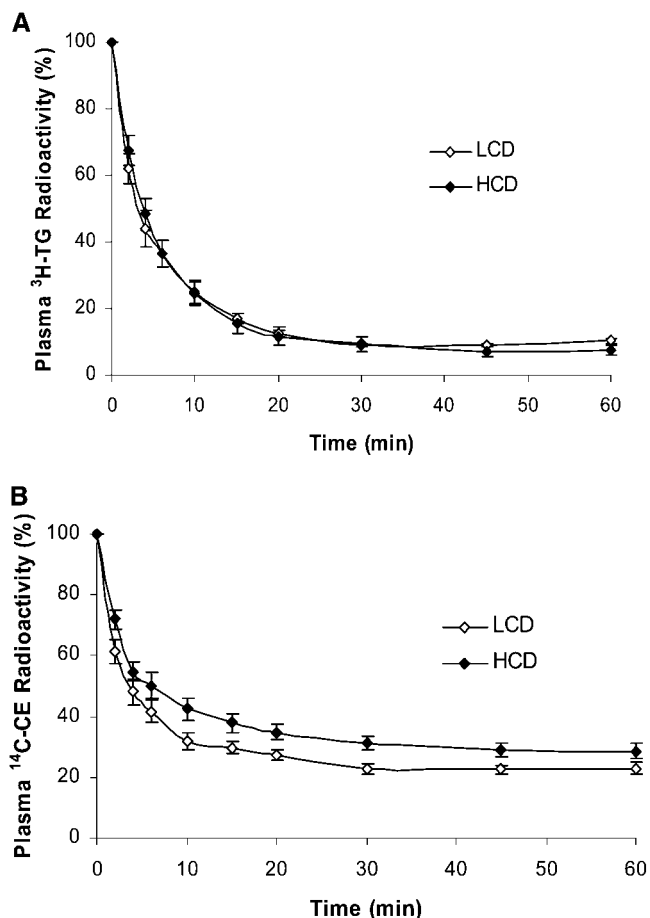 A
Plasma ³H-TG Radioactivity (%)
100
80
60
40
20
0
LCD
HCD
0 10 20 30 40 50 60
Time (min)
B
Plasma ¹⁴C-CE Radioactivity (%)
100
80
60
40
20
0
LCD
HCD
0 10 20 30 40 50 60
Time (min)